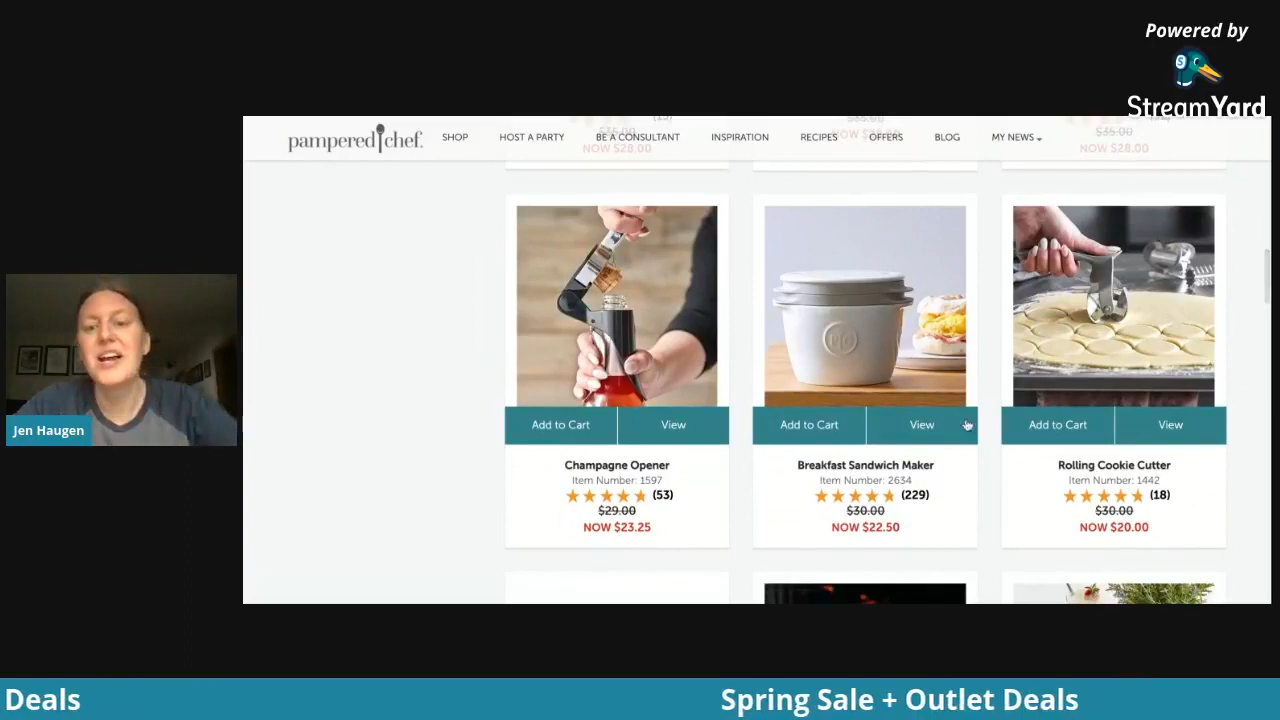 Powered by
StreamYard
pampered chef.
SHOP
HOST A PARTY
BE A CONSULTANT
INSPIRATION
RECIPES
OFFERS
BLOG
MY NEWS
$35.00
NOW $28.00
$35.00
NOW $28.00
Add to Cart
View
Add to Cart
View
Add to Cart
View
Champagne Opener
Item Number: 1597
(53)
$29.00
NOW $23.25
Breakfast Sandwich Maker
Item Number: 2634
(229)
$30.00
NOW $22.50
Rolling Cookie Cutter
Item Number: 1442
(18)
$30.00
NOW $20.00
Jen Haugen
Deals
Spring Sale + Outlet Deals